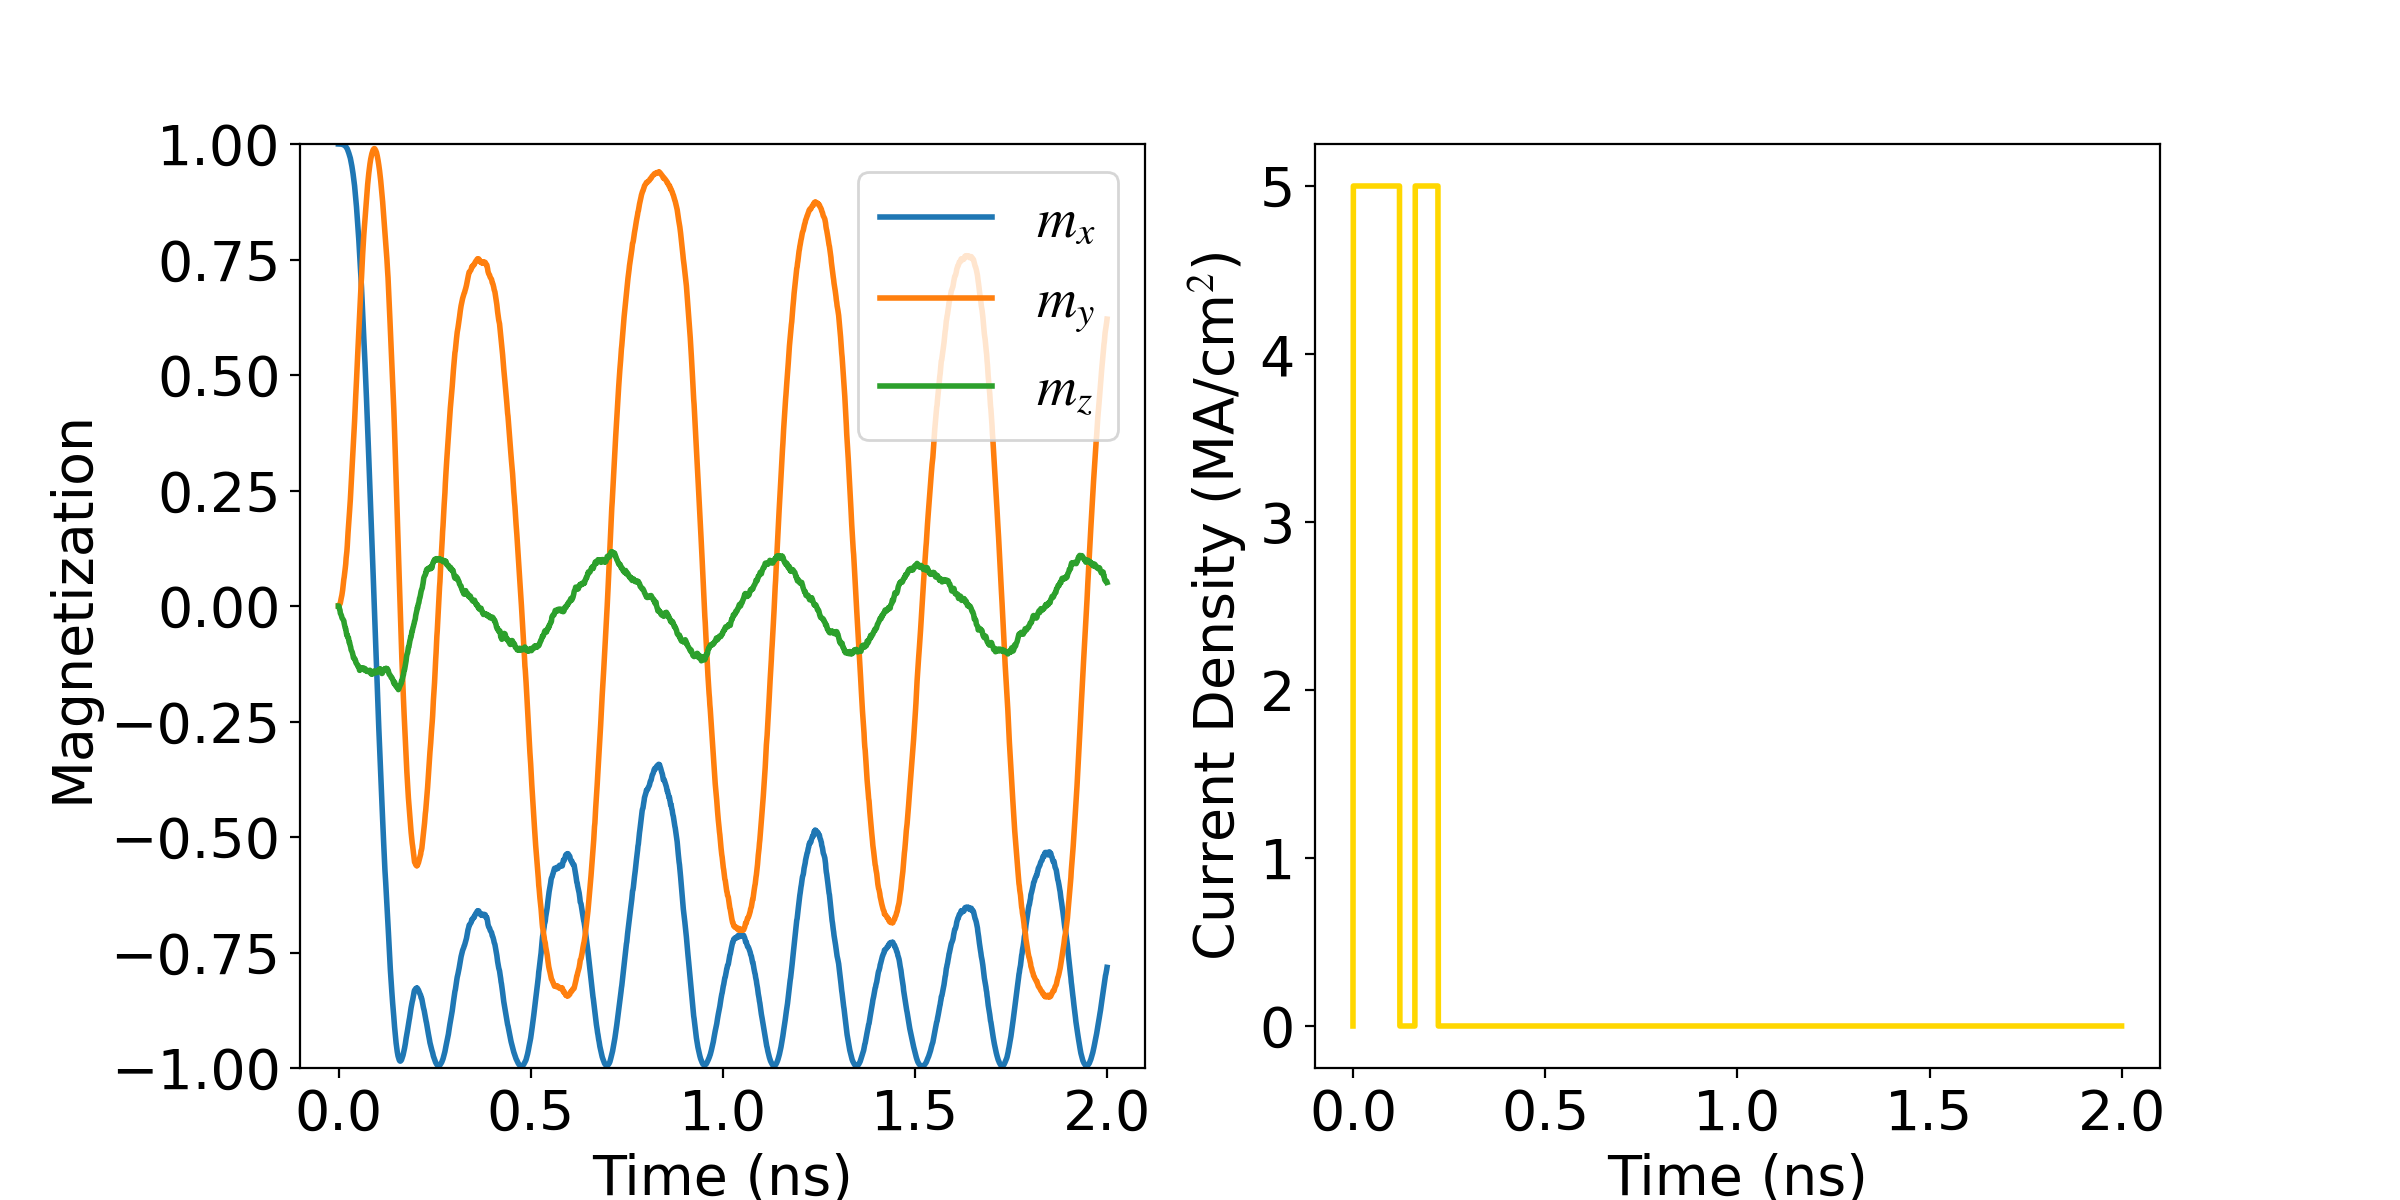 1.00
0.75
0.50
0.25
0.00
−0.25
−0.50
−0.75
−1.00
Magnetization
0.0 0.5 1.0 1.5 2.0
Time (ns)
m_x
m_y
m_z
5
4
3
2
1
0
Current Density (MA/cm²)
0.0 0.5 1.0 1.5 2.0
Time (ns)